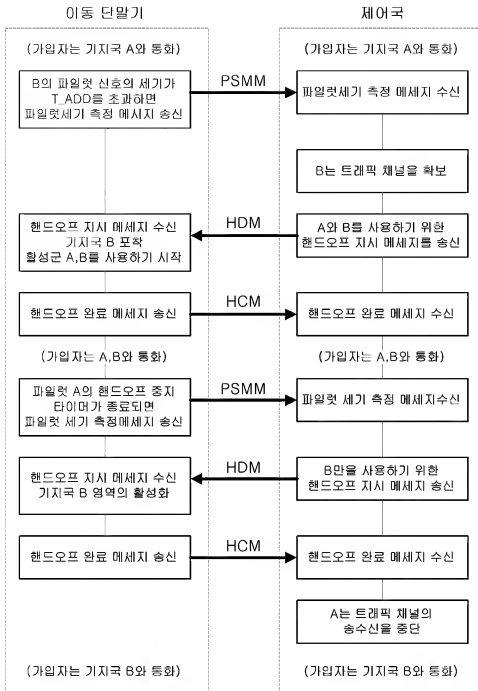 이동 단말기
제어국
(가입자는 기지국 A와 통화)
(가입자는 기지국 A와 통화)
B의 파일럿 신호의 세기가
T_ADD를 초과하면
파일럿세기 측정 메시지 송신
PSMM
파일럿세기 측정 메세지 수신
B는 트래픽 채널을 확보
핸드오프 지시 메세지 수신
기지국 B 포착
활성군 A,B를 사용하기 시작
HDM
A와 B를 사용하기 위한
핸드오프 지시 메세지를 송신
핸드오프 완료 메세지 송신
HCM
핸드오프 완료 메세지 수신
(가입자는 A,B와 통화)
(가입자는 A,B와 통화)
파일럿 A의 핸드오프 중지
타이머가 종료되면
파일럿 세기 측정메세지 송신
PSMM
파일럿 세기 측정 메세지수신
핸드오프 지시 메세지 수신
기지국 B 영역의 활성화
HDM
B만을 사용하기 위한
핸드오프 지시 메세지 송신
핸드오프 완료 메세지 송신
HCM
핸드오프 완료 메세지 수신
A는 트래픽 채널의
송수신을 중단
(가입자는 기지국 B와 통화)
(가입자는 기지국 B와 통화)